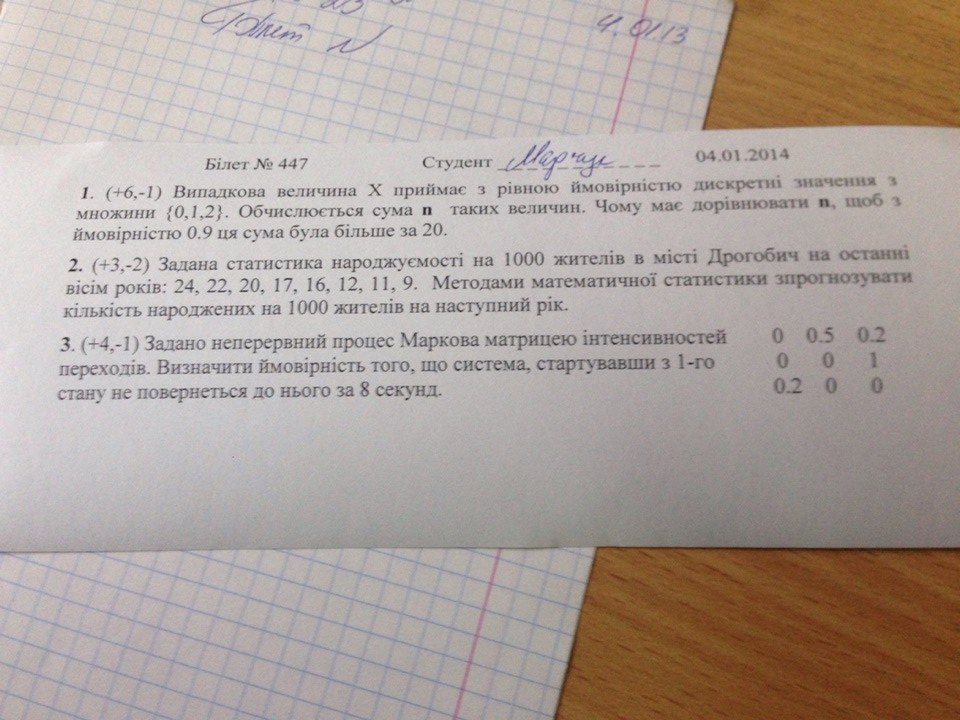 Білет N
4.01.13
Білет № 447 Студент Марчук 04.01.2014
1. (+6,-1) Випадкова величина X приймає з рівною ймовірністю дискретні значення з
множини {0,1,2}. Обчислюється сума n таких величин. Чому має дорівнювати n, щоб з
ймовірністю 0.9 ця сума була більше за 20.
2. (+3,-2) Задана статистика народжуємості на 1000 жителів в місті Дрогобич на останні
вісім років: 24, 22, 20, 17, 16, 12, 11, 9. Методами математичної статистики зпрогнозувати
кількість народжених на 1000 жителів на наступний рік.
3. (+4,-1) Задано неперервний процес Маркова матрицею інтенсивностей 0 0.5 0.2
переходів. Визначити ймовірність того, що система, стартувавши з 1-го 0 0 1
стану не повернеться до нього за 8 секунд. 0.2 0 0